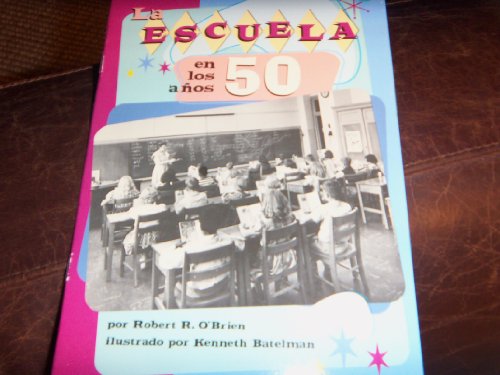 La
ESCUELA
en
los
años
50
por Robert R. O'Brien
ilustrado por Kenneth Batelman